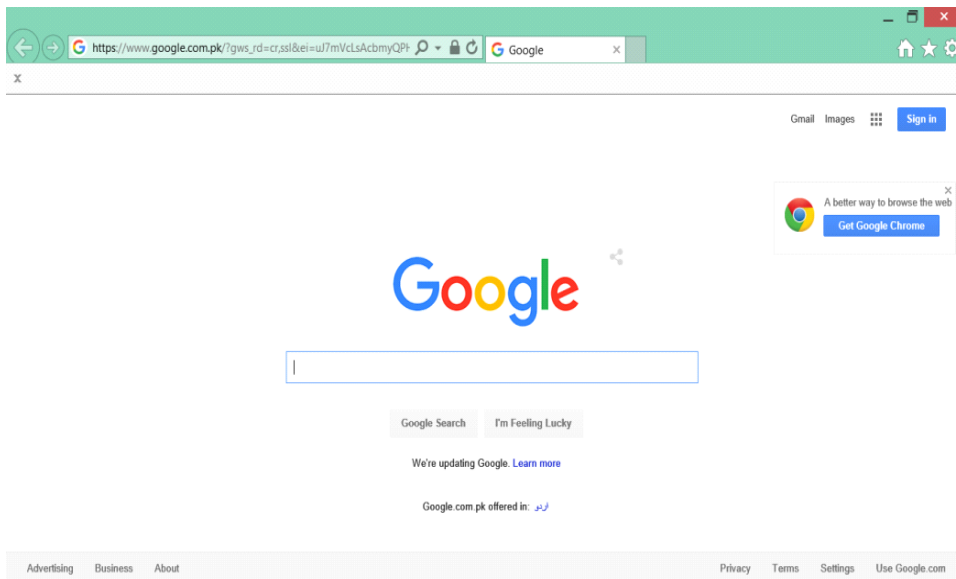 https://www.google.com.pk/?gws_rd=cr,ssl&ei=uJ7mVcLsAcbmyQPH
Google
x
Gmail Images Sign in
A better way to browse the web
Get Google Chrome
Google
Google Search I'm Feeling Lucky
We're updating Google. Learn more
Google.com.pk offered in: اردو
Advertising Business About Privacy Terms Settings Use Google.com